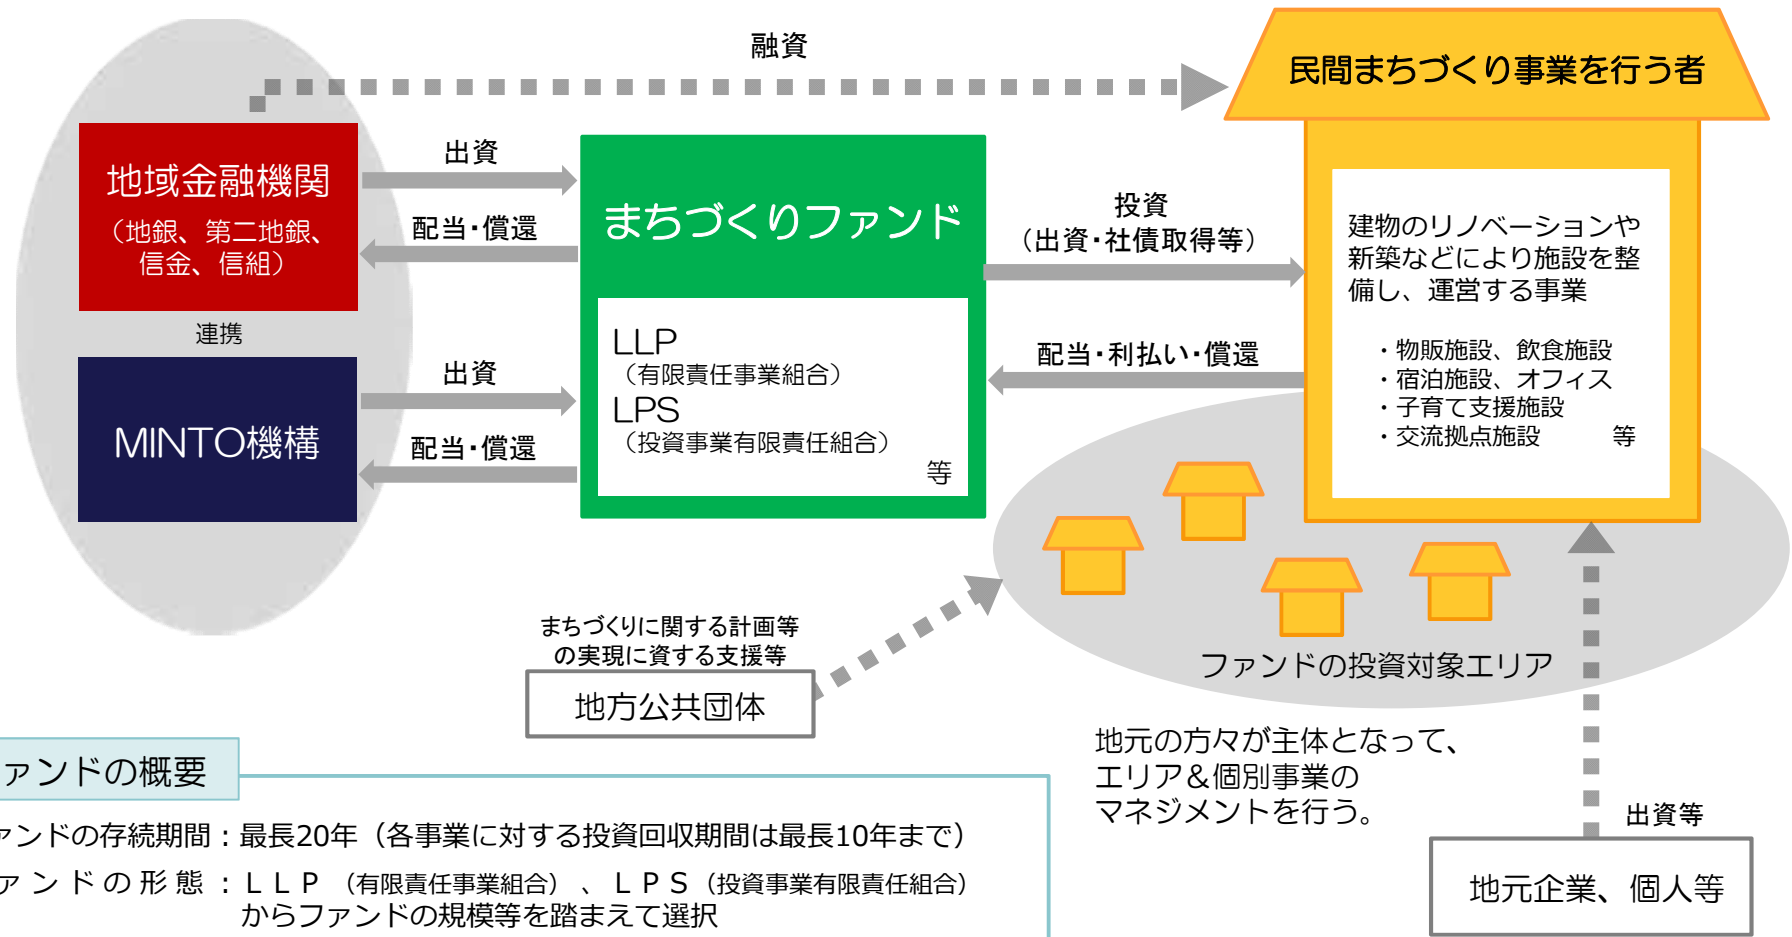 融資
民間まちづくり事業を行う者
地域金融機関
（地銀、第二地銀、
信金、信組）
連携
MINTO機構
出資
配当・償還
出資
配当・償還
まちづくりファンド
LLP
（有限責任事業組合）
LPS
（投資事業有限責任組合）
等
投資
（出資・社債取得等）
配当・利払い・償還
建物のリノベーションや
新築などにより施設を整
備し、運営する事業
・物販施設、飲食施設
・宿泊施設、オフィス
・子育て支援施設
・交流拠点施設　　　等
ファンドの投資対象エリア
まちづくりに関する計画等
の実現に資する支援等
地方公共団体
地元の方々が主体となって、
エリア＆個別事業の
マネジメントを行う。
出資等
地元企業、個人等
ァンドの概要
ァンドの存続期間：最長20年（各事業に対する投資回収期間は最長10年まで）
ァンドの形態：ＬＬＰ（有限責任事業組合）、ＬＰＳ（投資事業有限責任組合）
からファンドの規模等を踏まえて選択